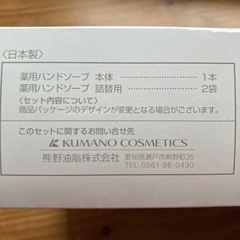 〈日本製〉
薬用ハンドソープ 本体 ………… 1本
薬用ハンドソープ 詰替用 ………… 2袋
〈セット内容について〉
商品パッケージのデザインが変更となる場合がございます。
このセットに関するお問い合せ先
KUMANO COSMETICS
熊野油脂株式会社 愛知県瀬戸市熊野町35
TEL 0561-86-0490